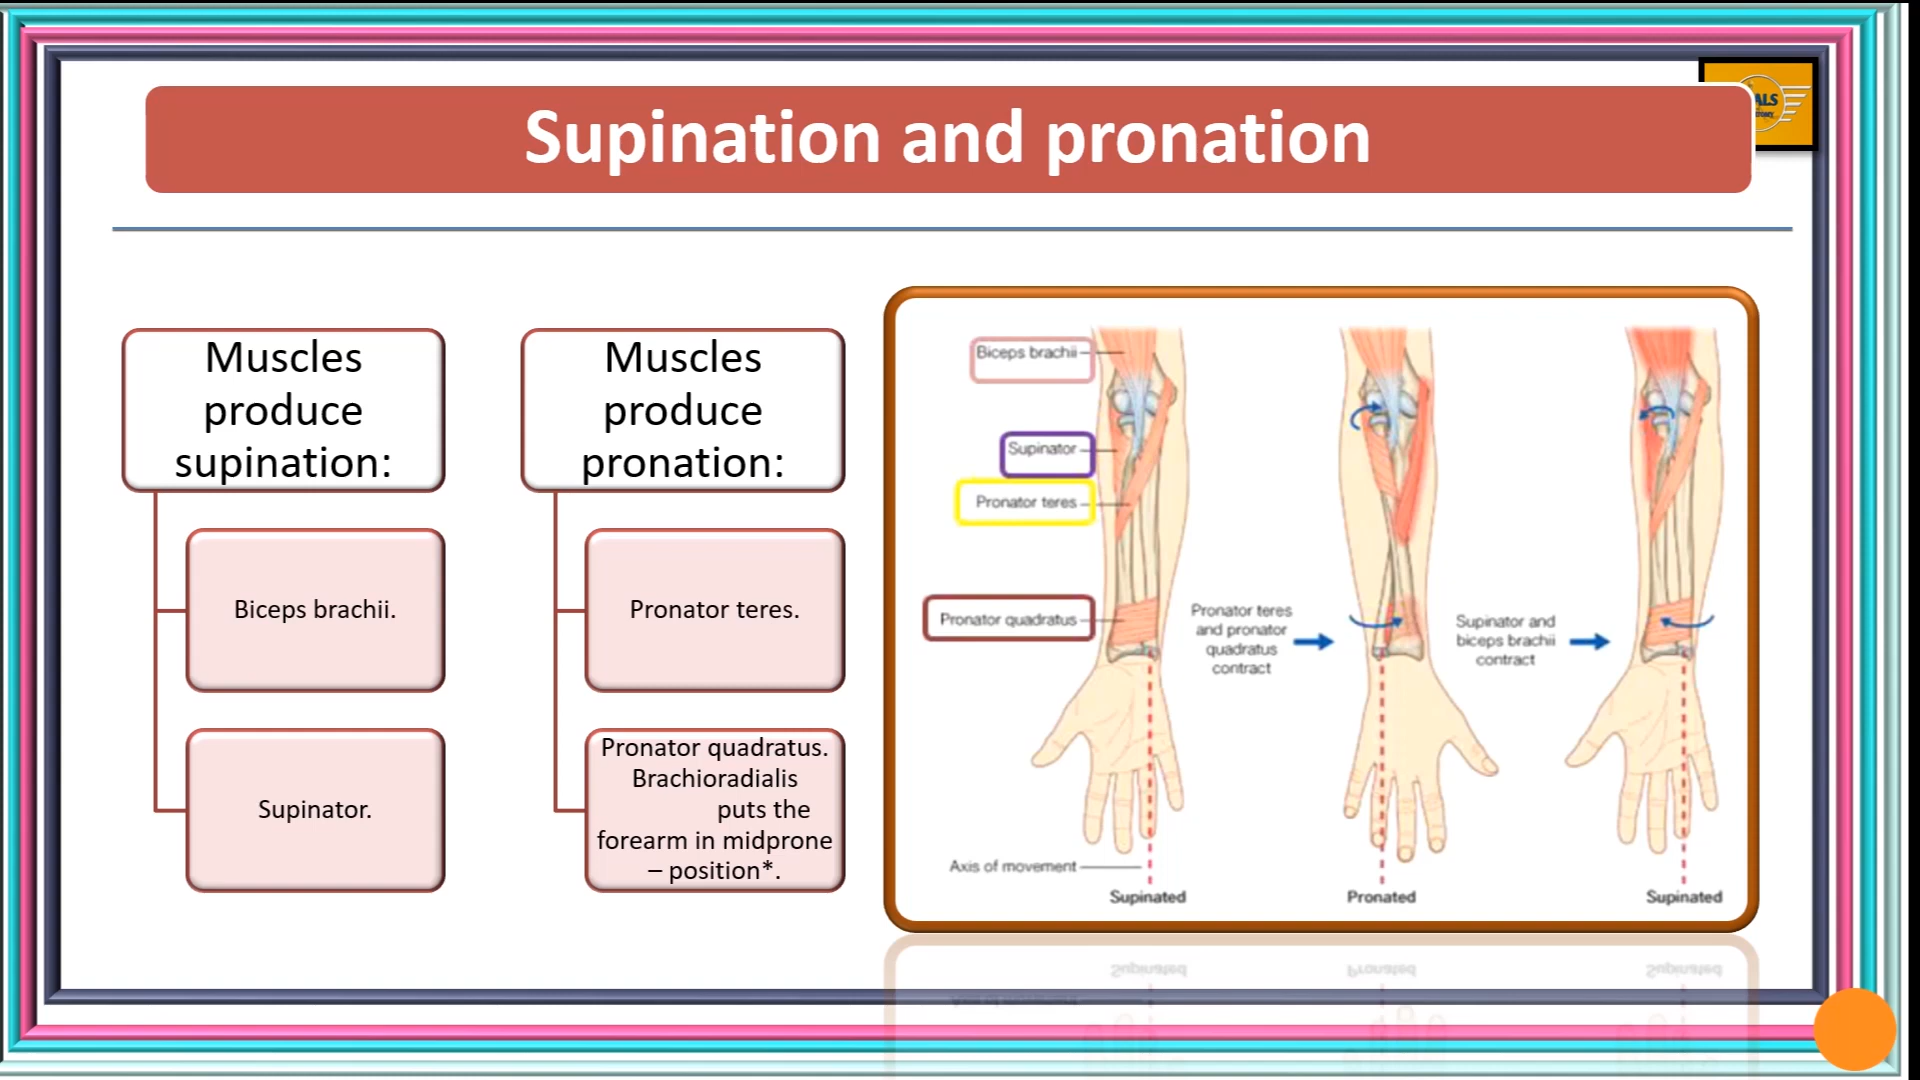 Supination and pronation
ALS
Muscles
produce
supination:
Biceps brachii.
Supinator.
Muscles
produce
pronation:
Pronator teres.
Pronator quadratus.
Brachioradialis
puts the
forearm in midprone
– position*.
Biceps brachii
Supinator
Pronator teres
Pronator quadratus
Axis of movement
Supinated
Pronator teres
and pronator
quadratus
contract
Pronated
Supinator and
biceps brachii
contract
Supinated